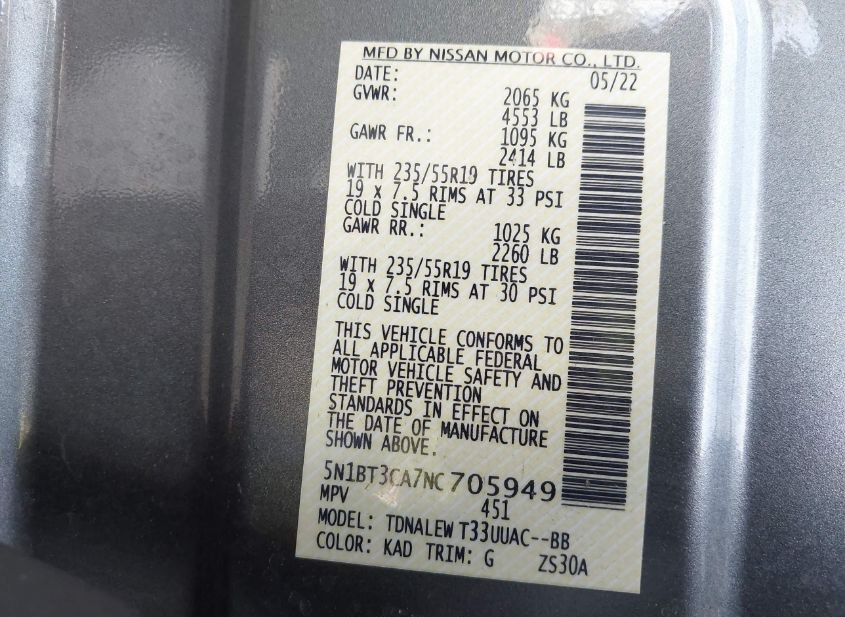 MFD BY NISSAN MOTOR CO., LTD.
DATE: 05/22
GVWR: 2065 KG
4553 LB
GAWR FR.: 1095 KG
2414 LB
WITH 235/55R19 TIRES
19 X 7.5 RIMS AT 33 PSI
COLD SINGLE
GAWR RR.: 1025 KG
2260 LB
WITH 235/55R19 TIRES
19 X 7.5 RIMS AT 30 PSI
COLD SINGLE
THIS VEHICLE CONFORMS TO
ALL APPLICABLE FEDERAL
MOTOR VEHICLE SAFETY AND
THEFT PREVENTION
STANDARDS IN EFFECT ON
THE DATE OF MANUFACTURE
SHOWN ABOVE.
5N1BT3CA7NC705949
MPV 451
MODEL: TDNALEW T33UUAC--BB
COLOR: KAD TRIM: G ZS30A